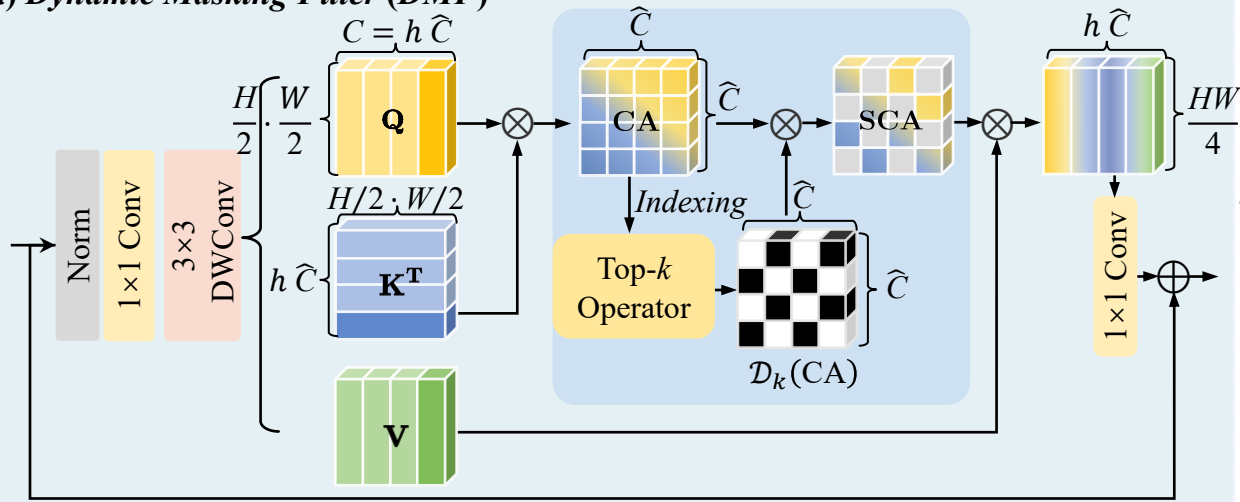 Dynamic Masking Filter (DMF)
C = h Ĉ
H/2 · W/2
Q
Norm
1×1 Conv
3×3
DWConv
H/2 · W/2
h Ĉ
K^T
V
Ĉ
CA
Ĉ
Indexing
Top-k
Operator
Ĉ
Ĉ
𝒟_k(CA)
SCA
h Ĉ
HW/4
1×1 Conv